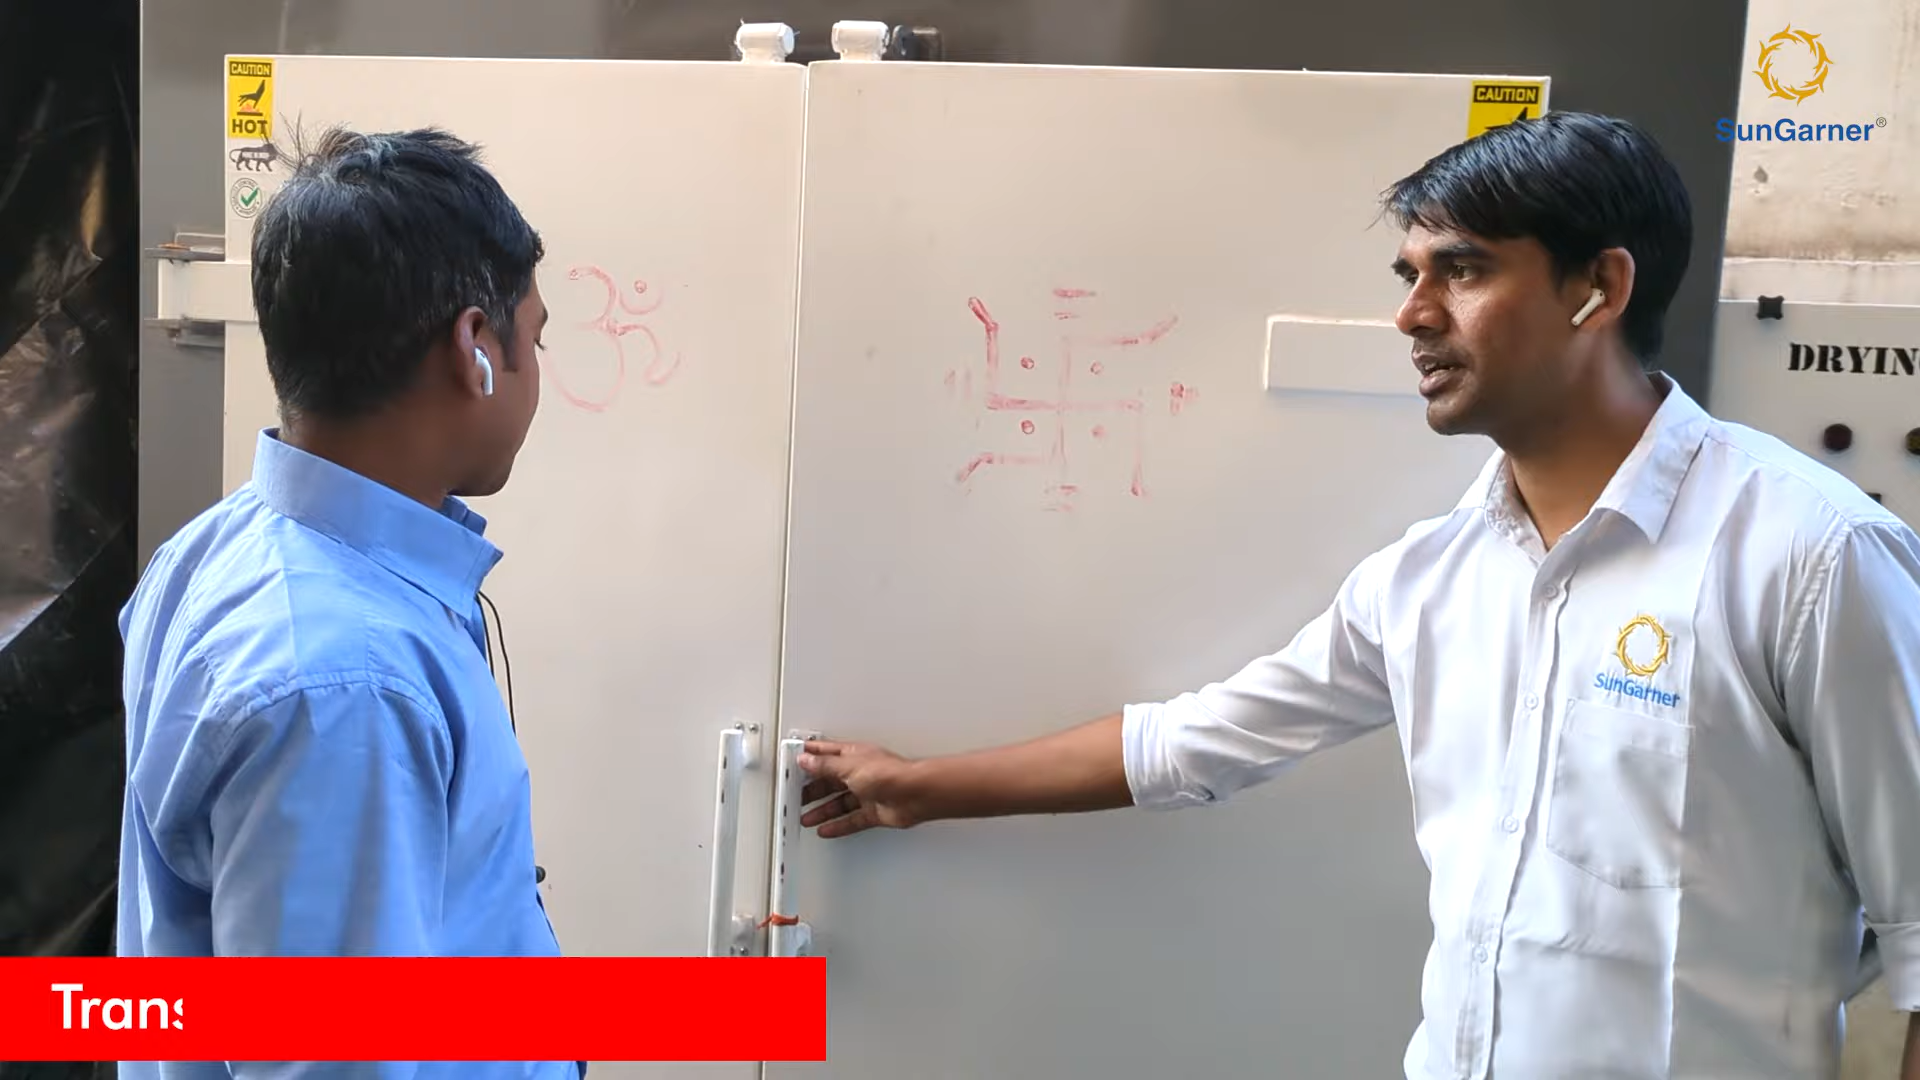 CAUTION
HOT
ॐ
CAUTION
SunGarner®
DRYIN
SunGarner
Trans